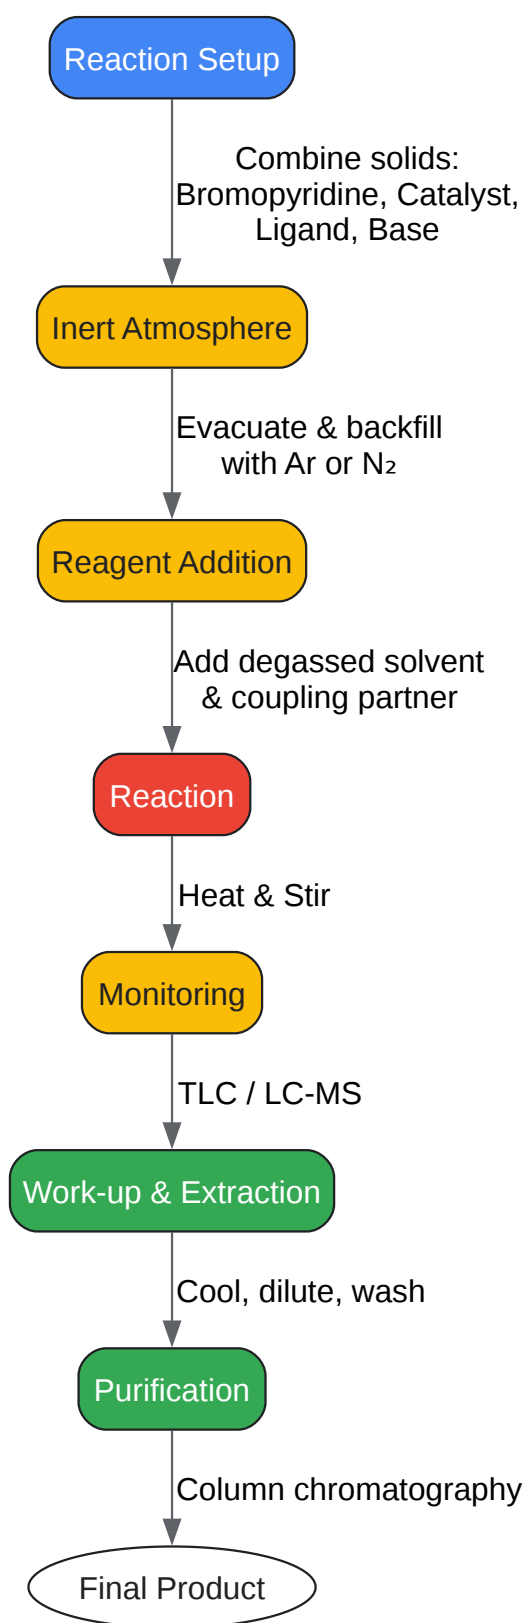 Reaction Setup
Combine solids:
Bromopyridine, Catalyst,
Ligand, Base
Inert Atmosphere
Evacuate & backfill
with Ar or N₂
Reagent Addition
Add degassed solvent
& coupling partner
Reaction
Heat & Stir
Monitoring
TLC / LC-MS
Work-up & Extraction
Cool, dilute, wash
Purification
Column chromatography
Final Product